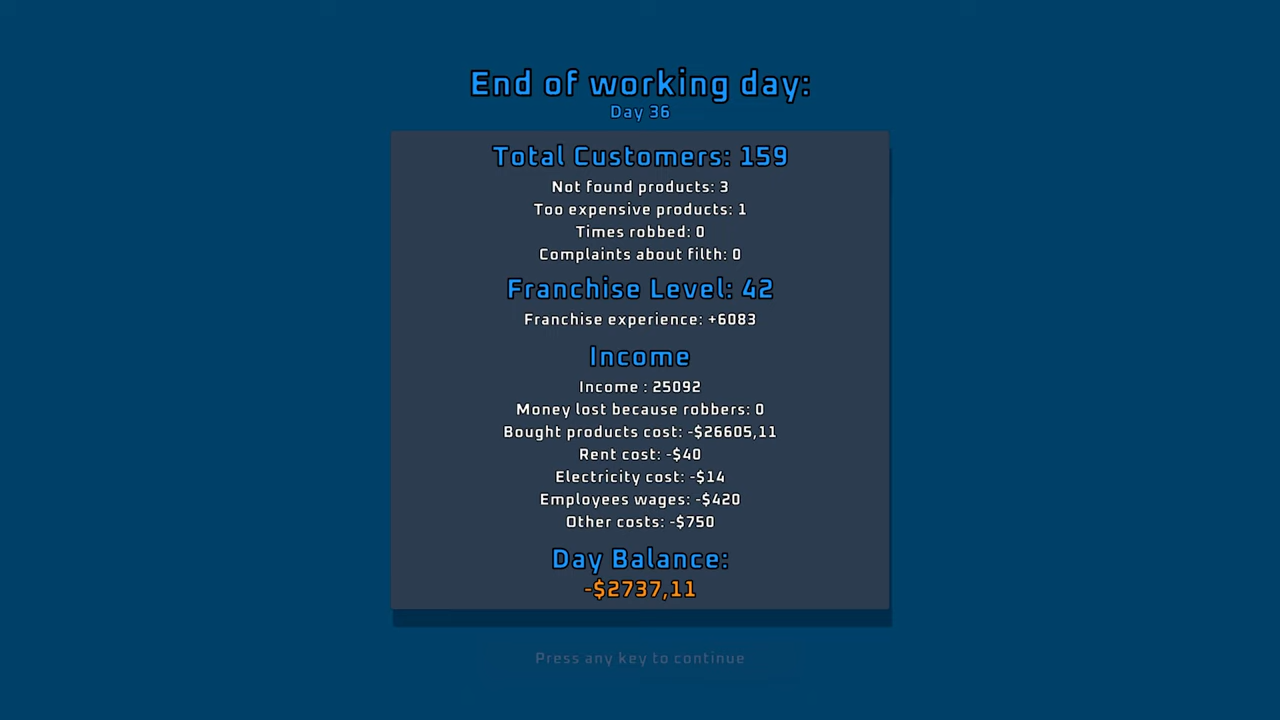 End of working day:
Day 36
Total Customers: 159
Not found products: 3
Too expensive products: 1
Times robbed: 0
Complaints about filth: 0
Franchise Level: 42
Franchise experience: +6083
Income
Income : 25092
Money lost because robbers: 0
Bought products cost: -$26605,11
Rent cost: -$40
Electricity cost: -$14
Employees wages: -$420
Other costs: -$750
Day Balance:
-$2737,11
Press any key to continue